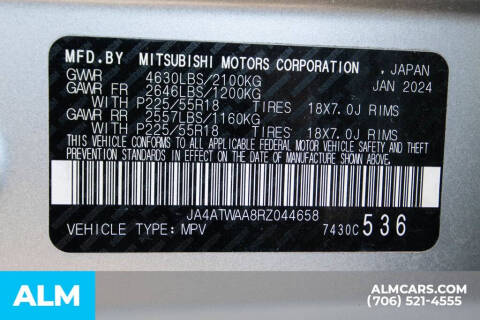 MFD.BY MITSUBISHI MOTORS CORPORATION , JAPAN
GVWR 4630LBS/2100KG JAN 2024
GAWR FR 2646LBS/1200KG
WITH P225/55R18 TIRES 18X7.0J RIMS
GAWR RR 2557LBS/1160KG
WITH P225/55R18 TIRES 18X7.0J RIMS
THIS VEHICLE CONFORMS TO ALL APPLICABLE FEDERAL MOTOR VEHICLE SAFETY AND THEFT
PREVENTION STANDARDS IN EFFECT ON THE DATE OF MANUFACTURE SHOWN ABOVE.
JA4ATWAA8RZ044658
VEHICLE TYPE: MPV 7430C 536
ALM
ALMCARS.COM
(706) 521-4555